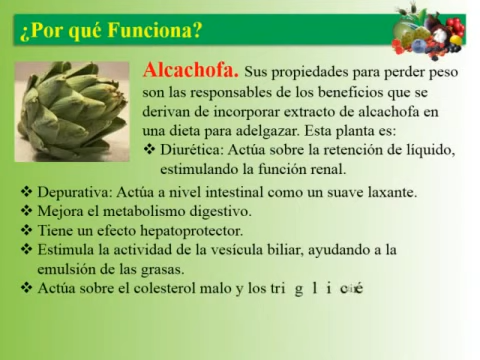 ¿Por qué Funciona?
Alcachofa. Sus propiedades para perder peso
son las responsables de los beneficios que se
derivan de incorporar extracto de alcachofa en
una dieta para adelgazar. Esta planta es:
❖ Diurética: Actúa sobre la retención de líquido,
estimulando la función renal.
❖ Depurativa: Actúa a nivel intestinal como un suave laxante.
❖ Mejora el metabolismo digestivo.
❖ Tiene un efecto hepatoprotector.
❖ Estimula la actividad de la vesícula biliar, ayudando a la
emulsión de las grasas.
❖ Actúa sobre el colesterol malo y los